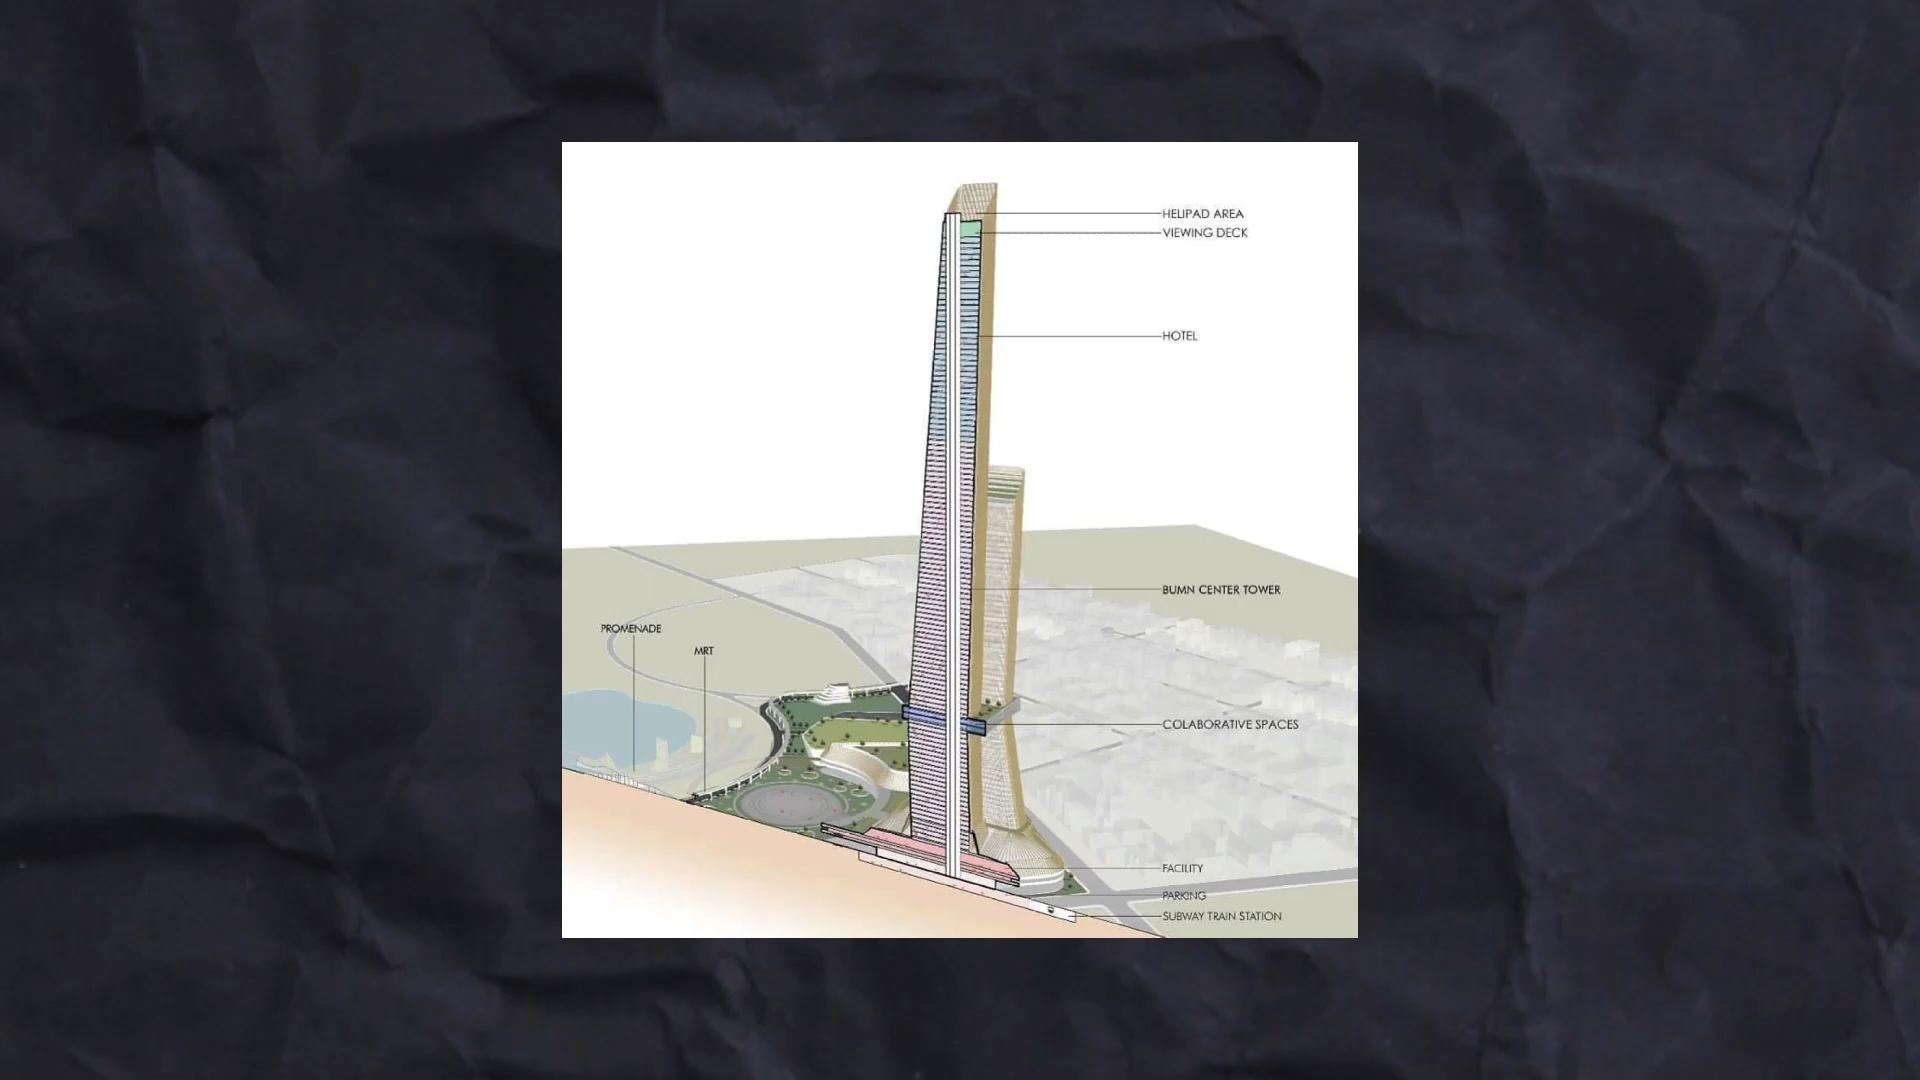 HELIPAD AREA
VIEWING DECK
HOTEL
BUMN CENTER TOWER
PROMENADE
MRT
COLABORATIVE SPACES
FACILITY
PARKING
SUBWAY TRAIN STATION